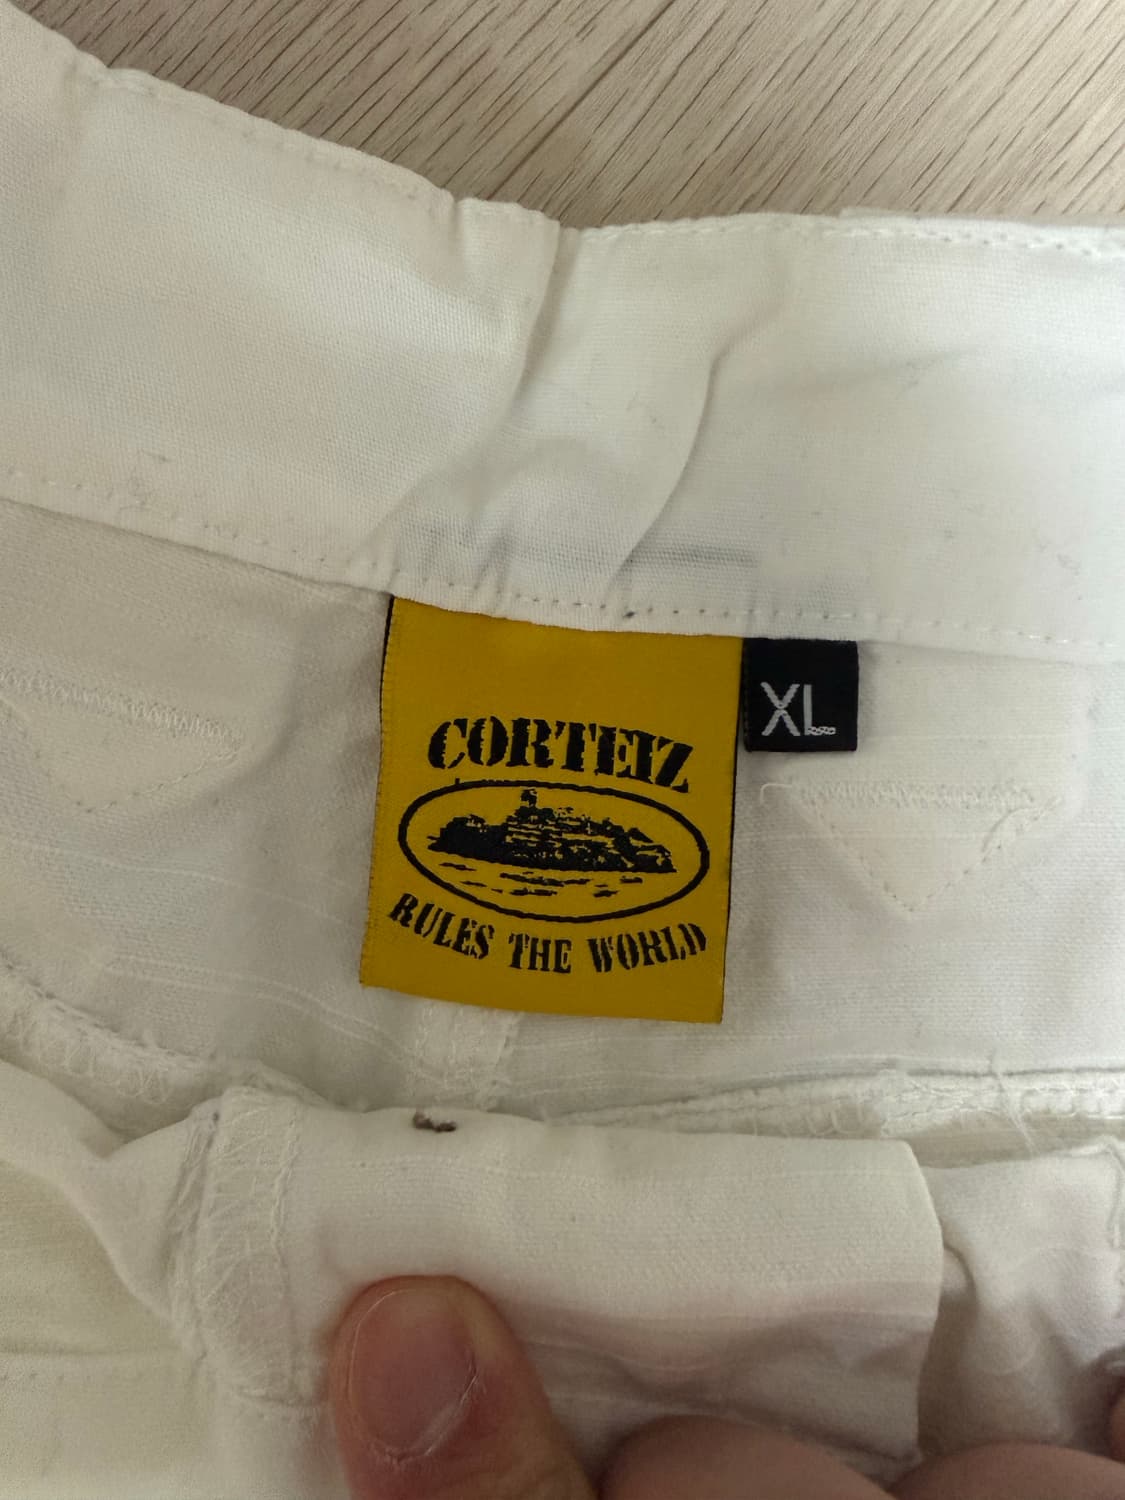 CORTEIZ
RULES THE WORLD
XL